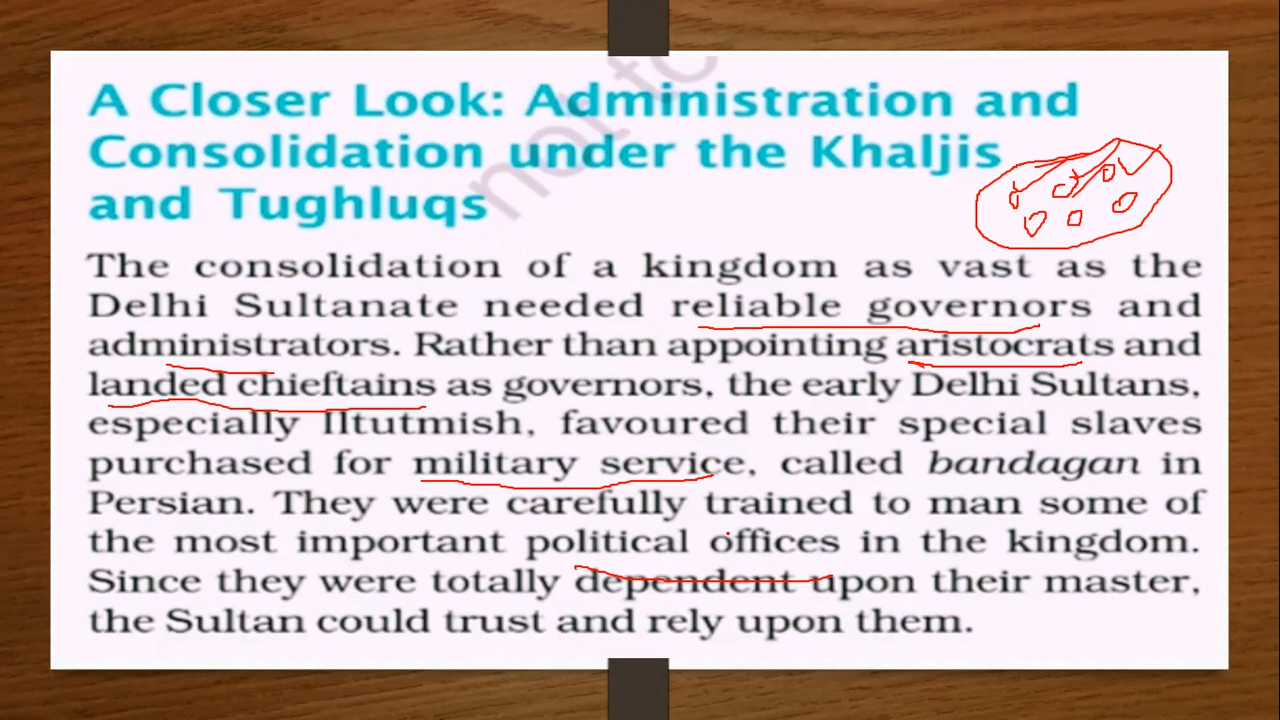 A Closer Look: Administration and
Consolidation under the Khaljis
and Tughluqs
not to
The consolidation of a kingdom as vast as the
Delhi Sultanate needed reliable governors and
administrators. Rather than appointing aristocrats and
landed chieftains as governors, the early Delhi Sultans,
especially Iltutmish, favoured their special slaves
purchased for military service, called bandagan in
Persian. They were carefully trained to man some of
the most important political offices in the kingdom.
Since they were totally dependent upon their master,
the Sultan could trust and rely upon them.